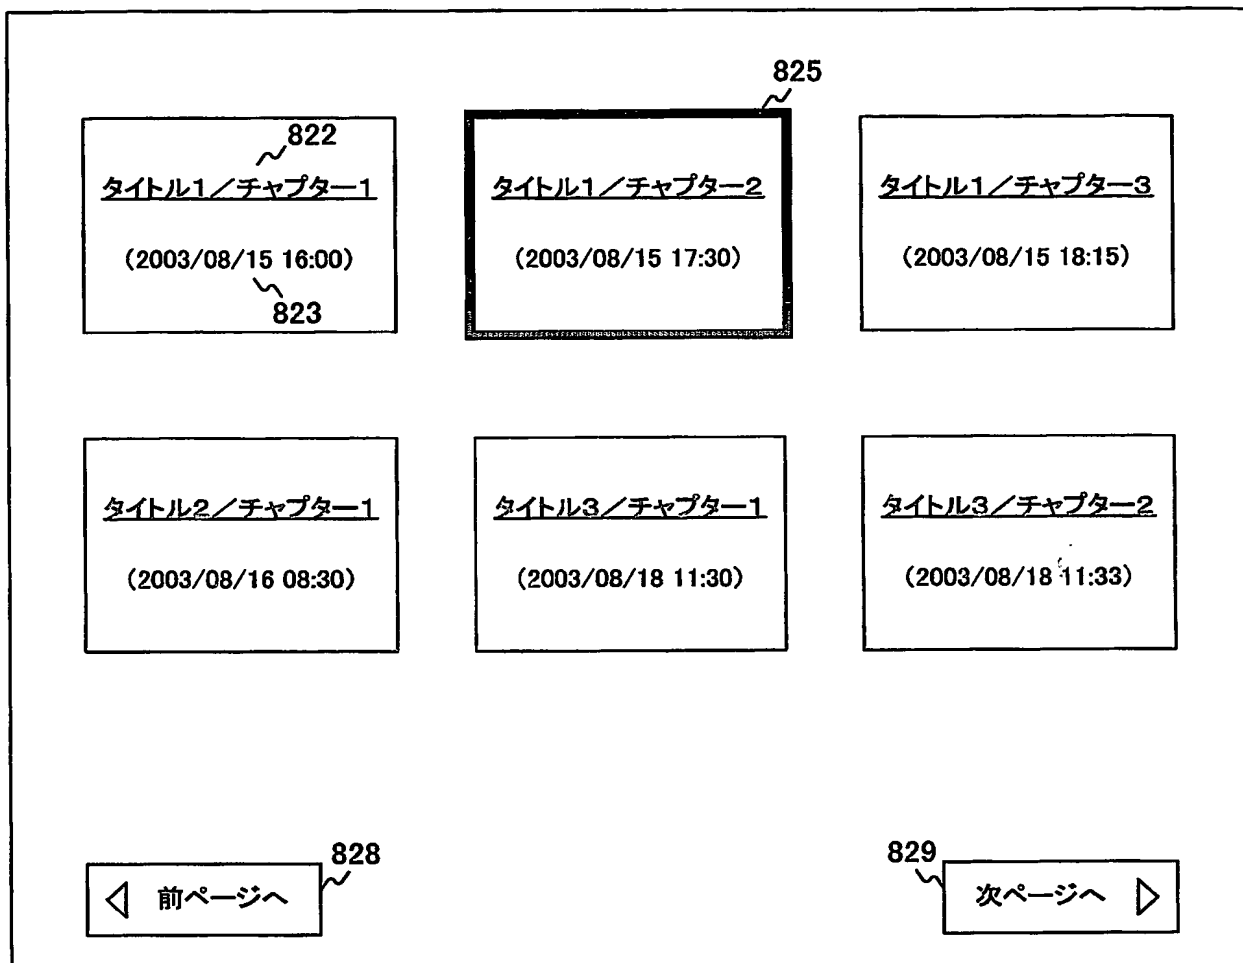 825
822
タイトル1／チャプター1
(2003/08/15 16:00)
823
タイトル1／チャプター2
(2003/08/15 17:30)
タイトル1／チャプター3
(2003/08/15 18:15)
タイトル2／チャプター1
(2003/08/16 08:30)
タイトル3／チャプター1
(2003/08/18 11:30)
タイトル3／チャプター2
(2003/08/18 11:33)
828
前ページへ
829
次ページへ